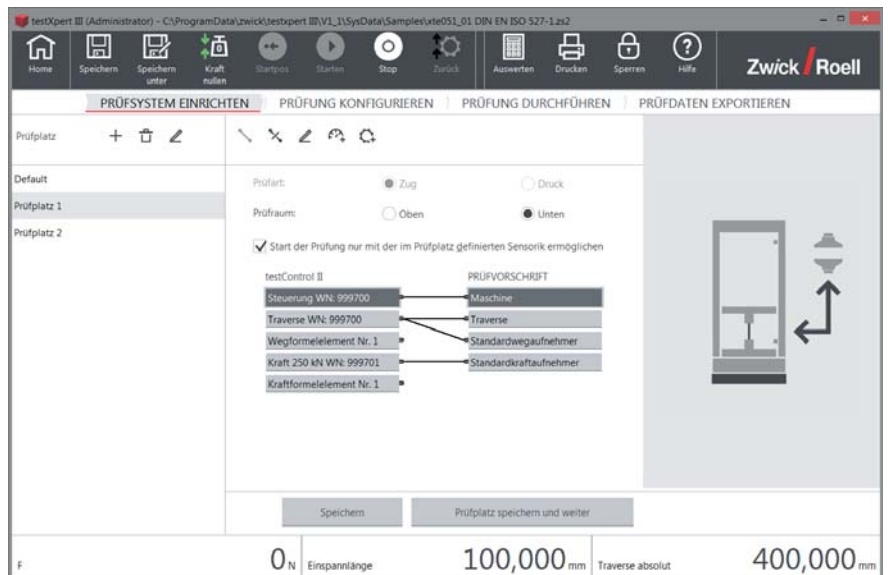 testXpert III (Administrator) - C:\ProgramData\zwick\testxpert III\V1_1\SysData\Samples\xte051_01 DIN EN ISO 527-1.zs2
Home
Speichern
Speichern unter
Kraft nullen
Startpos
Starten
Stop
Zurück
Auswerten
Drucken
Sperren
Hilfe
Zwick Roell
PRÜFSYSTEM EINRICHTEN
PRÜFUNG KONFIGURIEREN
PRÜFUNG DURCHFÜHREN
PRÜFDATEN EXPORTIEREN
Prüfplatz
Default
Prüfplatz 1
Prüfplatz 2
Prüfart: Zug Druck
Prüfraum: Oben Unten
Start der Prüfung nur mit der im Prüfplatz definierten Sensorik ermöglichen
testControl II PRÜFVORSCHRIFT
Steuerung WN: 999700 Maschine
Traverse WN: 999700 Traverse
Wegformelelement Nr. 1 Standardwegaufnehmer
Kraft 250 kN WN: 999701 Standardkraftaufnehmer
Kraftformelelement Nr. 1
Speichern
Prüfplatz speichern und weiter
F 0 N
Einspannlänge 100,000 mm
Traverse absolut 400,000 mm